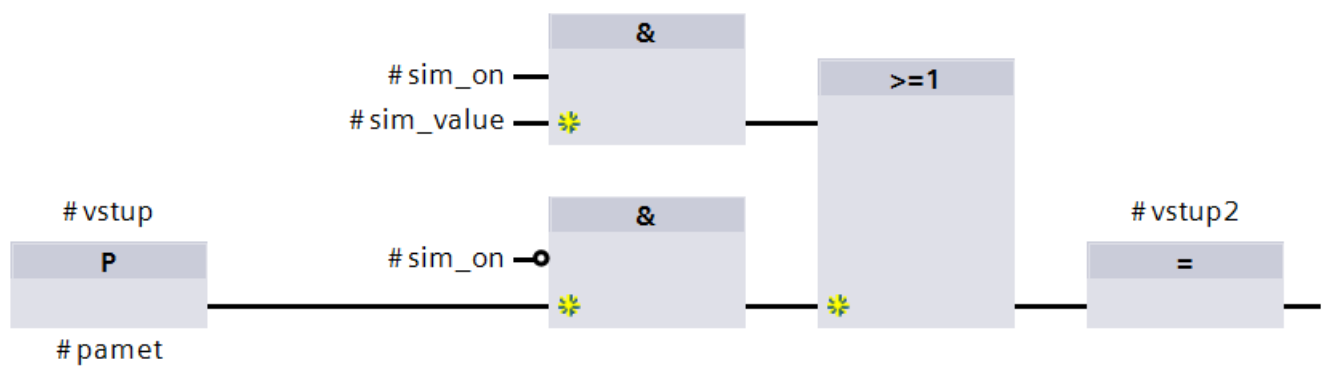 &
#sim_on
#sim_value
>=1
#vstup
P
#pamet
&
#sim_on
#vstup2
=